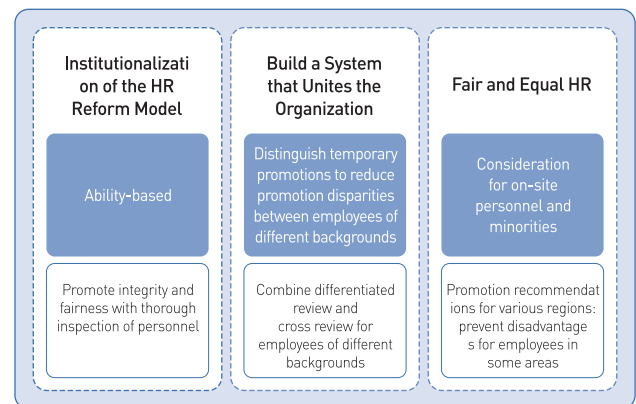 Institutionalizati
on of the HR
Reform Model
Ability-based
Promote integrity and
fairness with thorough
inspection of personnel
Build a System
that Unites the
Organization
Distinguish temporary
promotions to reduce
promotion disparities
between employees of
different backgrounds
Combine differentiated
review and
cross review for
employees of different
backgrounds
Fair and Equal HR
Consideration
for on-site
personnel and
minorities
Promotion recommendat
ions for various regions:
prevent disadvantage
s for employees in
some areas